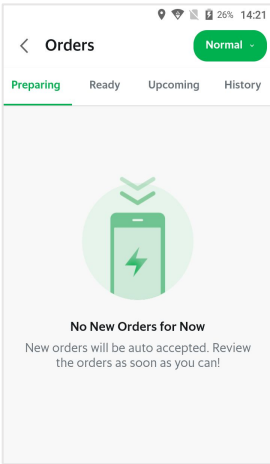 26% 14:21
Orders
Normal
Preparing Ready Upcoming History
No New Orders for Now
New orders will be auto accepted. Review
the orders as soon as you can!